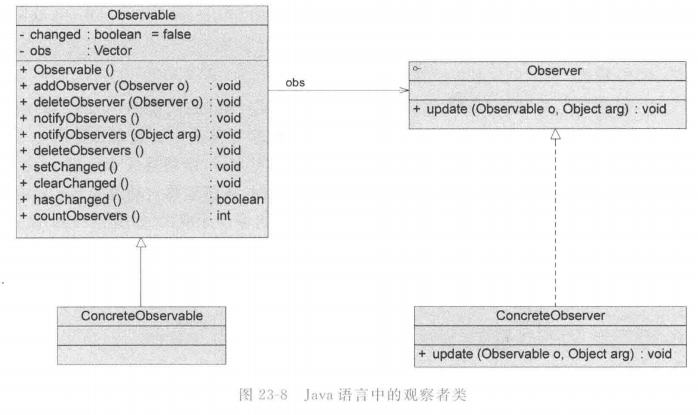 Observable
- changed : boolean = false
- obs : Vector
+ Observable ()
+ addObserver (Observer o) : void
+ deleteObserver (Observer o) : void
+ notifyObservers () : void
+ notifyObservers (Object arg) : void
+ deleteObservers () : void
+ setChanged () : void
+ clearChanged () : void
+ hasChanged () : boolean
+ countObservers () : int
obs
Observer
+ update (Observable o, Object arg) : void
ConcreteObservable
ConcreteObserver
+ update (Observable o, Object arg) : void
图 23-8 Java 语言中的观察者类